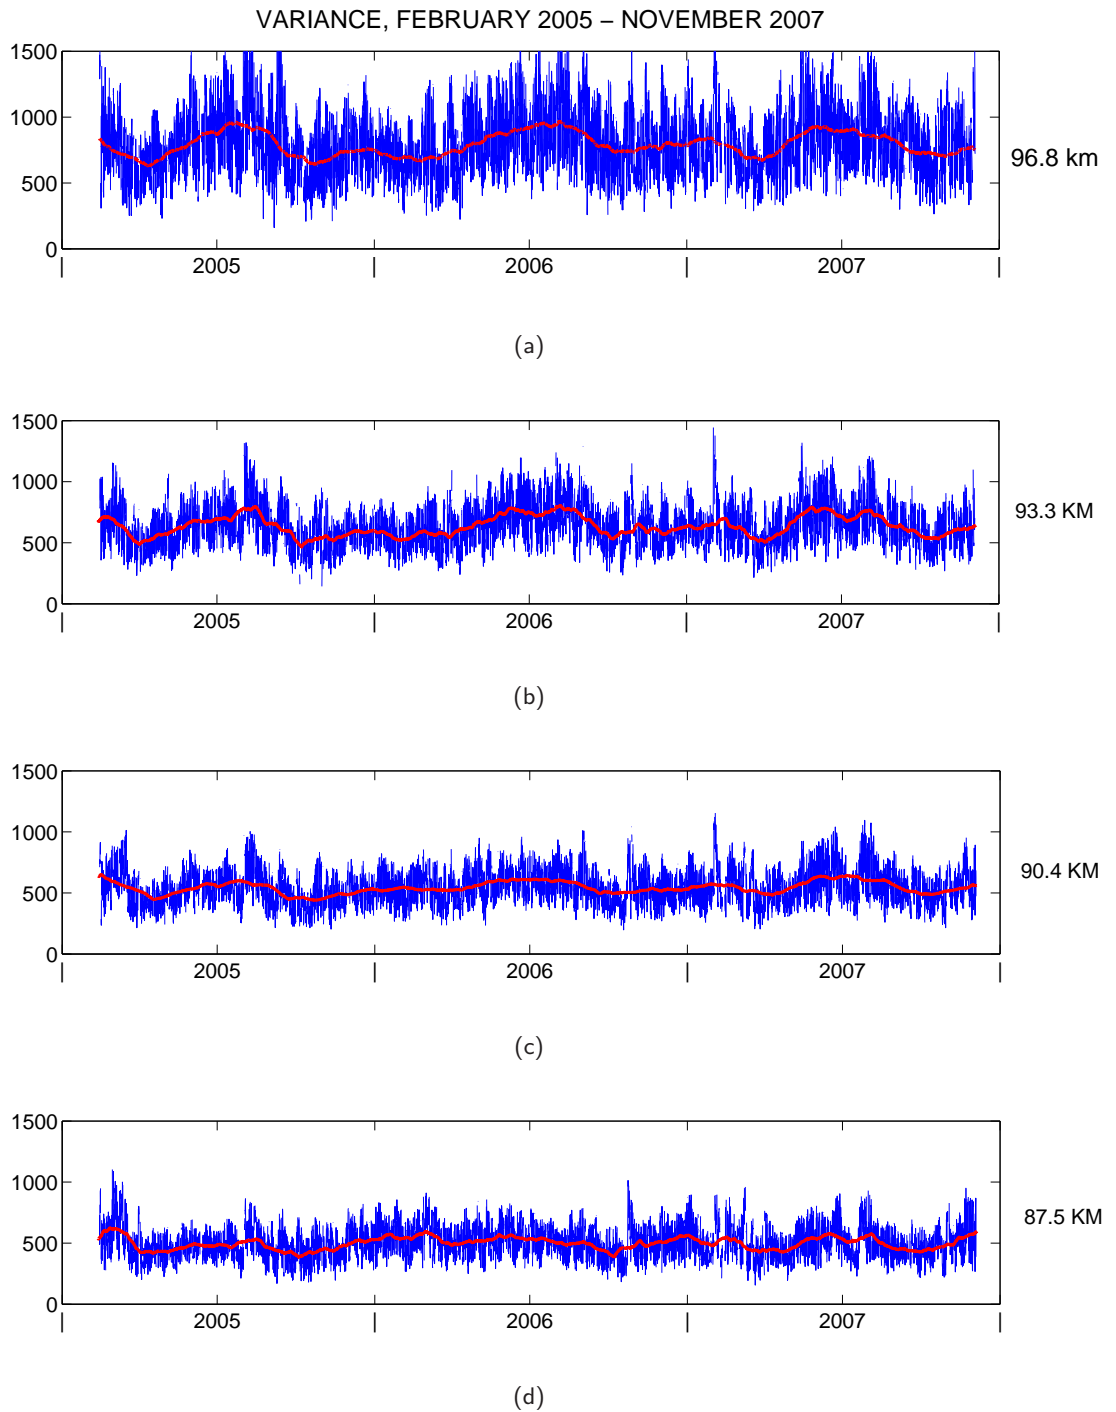 VARIANCE, FEBRUARY 2005 – NOVEMBER 2007
1500
1000
500
0
96.8 km
| 2005 | 2006 | 2007 |
(a)
1500
1000
500
0
93.3 KM
| 2005 | 2006 | 2007 |
(b)
1500
1000
500
0
90.4 KM
| 2005 | 2006 | 2007 |
(c)
1500
1000
500
0
87.5 KM
| 2005 | 2006 | 2007 |
(d)